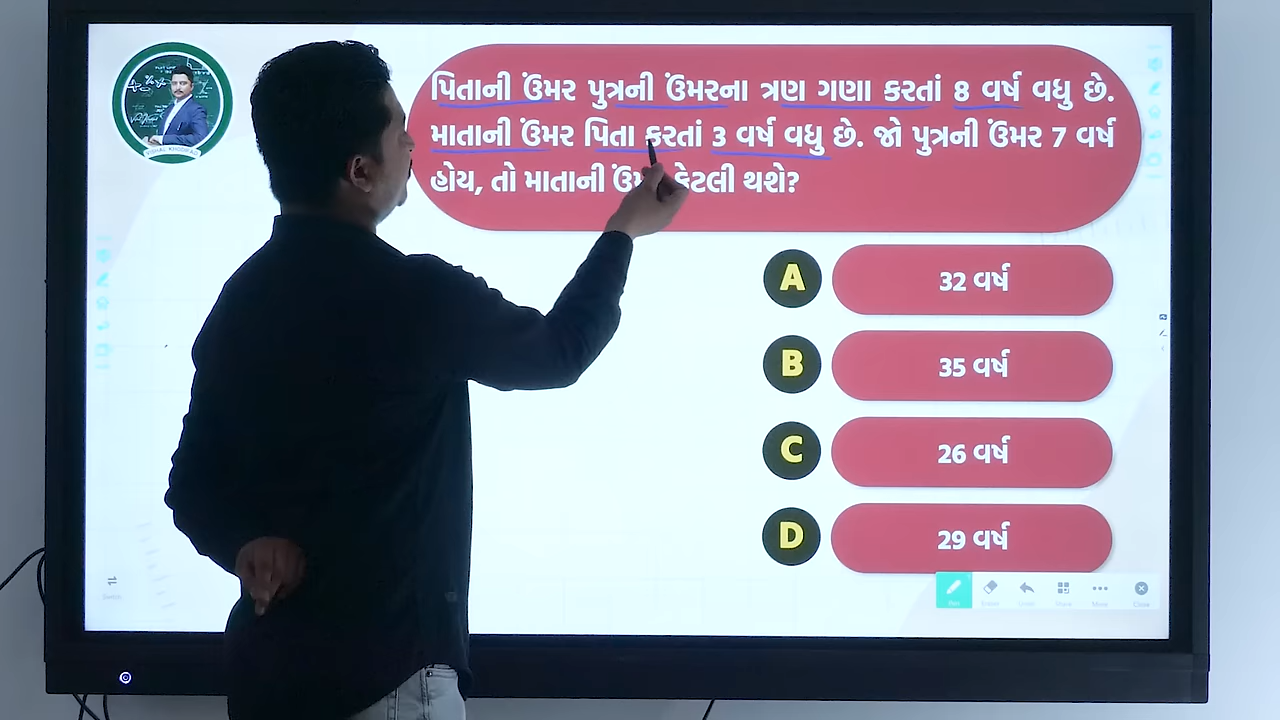 પિતાની ઉંમર પુત્રની ઉંમરના ત્રણ ગણા કરતાં 8 વર્ષ વધુ છે.
માતાની ઉંમર પિતા કરતાં 3 વર્ષ વધુ છે. જો પુત્રની ઉંમર 7 વર્ષ
હોય, તો માતાની કેટલી થશે?
A 32 વર્ષ
B 35 વર્ષ
C 26 વર્ષ
D 29 વર્ષ